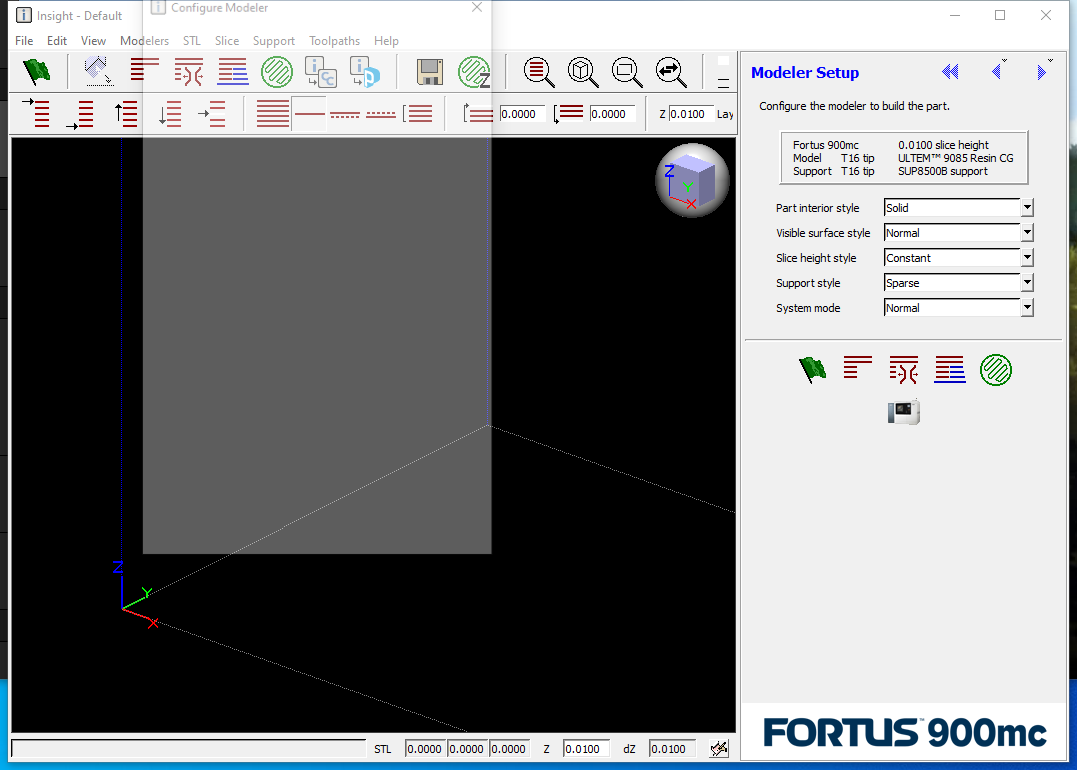 Insight - Default
Configure Modeler
File Edit View Modelers STL Slice Support Toolpaths Help
0.0000 0.0000 Z 0.0100 Lay
Z
Y
X
Z
Y
X
STL 0.0000 0.0000 0.0000 Z 0.0100 dZ 0.0100
Modeler Setup
Configure the modeler to build the part.
Fortus 900mc 0.0100 slice height
Model T16 tip ULTEM™ 9085 Resin CG
Support T16 tip SUP8500B support
Part interior style Solid
Visible surface style Normal
Slice height style Constant
Support style Sparse
System mode Normal
FORTUS™ 900mc